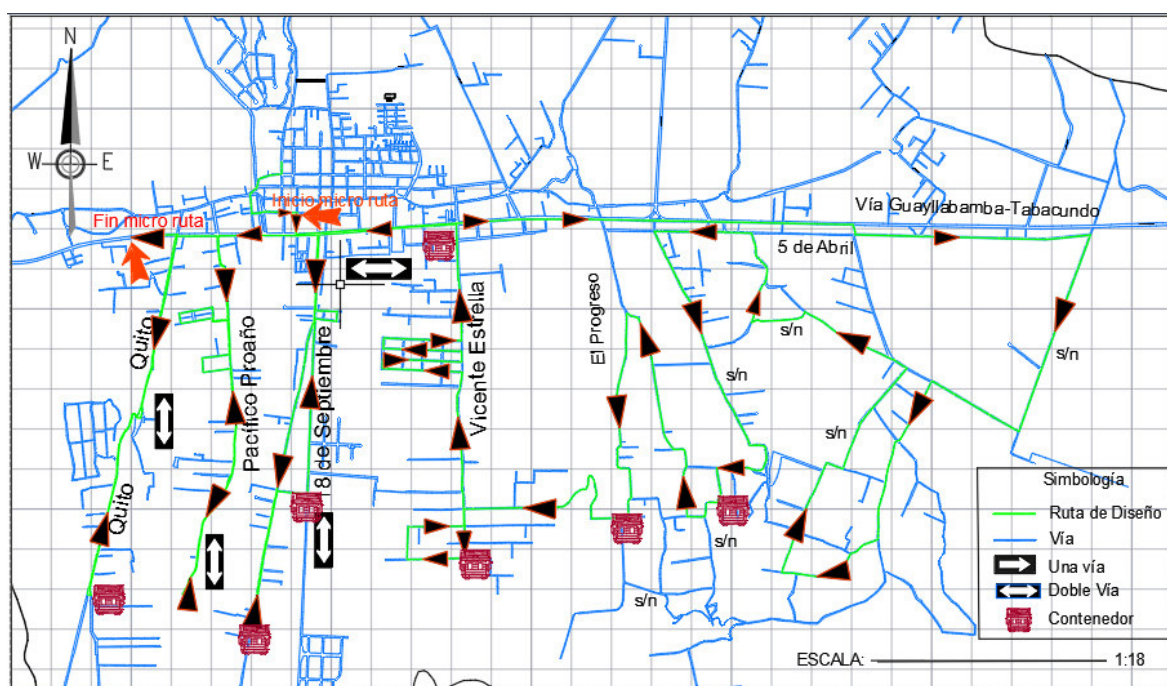 N
W
E
Inicio micro ruta
Fin micro ruta
Vía Guayllabamba-Tabacundo
5 de Abril
Quito
Pacifico Proaño
18 de Septiembre
Vicente Estrella
El Progreso
s/n
s/n
s/n
s/n
s/n
Quito
s/n
s/n
s/n
Simbología
Ruta de Diseño
Vía
Una vía
Doble Vía
Contenedor
ESCALA:
1:18